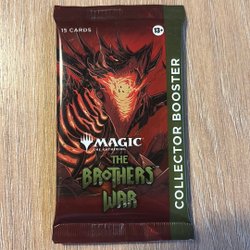 15 CARDS
13+
MAGIC
THE GATHERING
THE
BROTHERS'
WAR
COLLECTOR BOOSTER